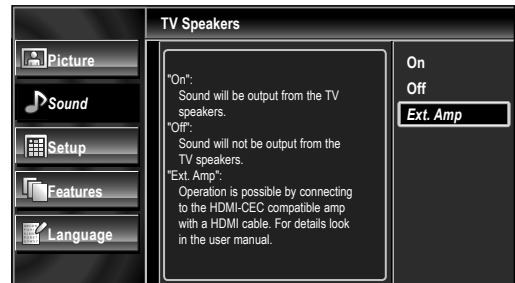 TV Speakers
Picture
Sound
Setup
Features
Language
"On":
Sound will be output from the TV
speakers.
"Off":
Sound will not be output from the
TV speakers.
"Ext. Amp":
Operation is possible by connecting
to the HDMI-CEC compatible amp
with a HDMI cable. For details look
in the user manual.
On
Off
Ext. Amp